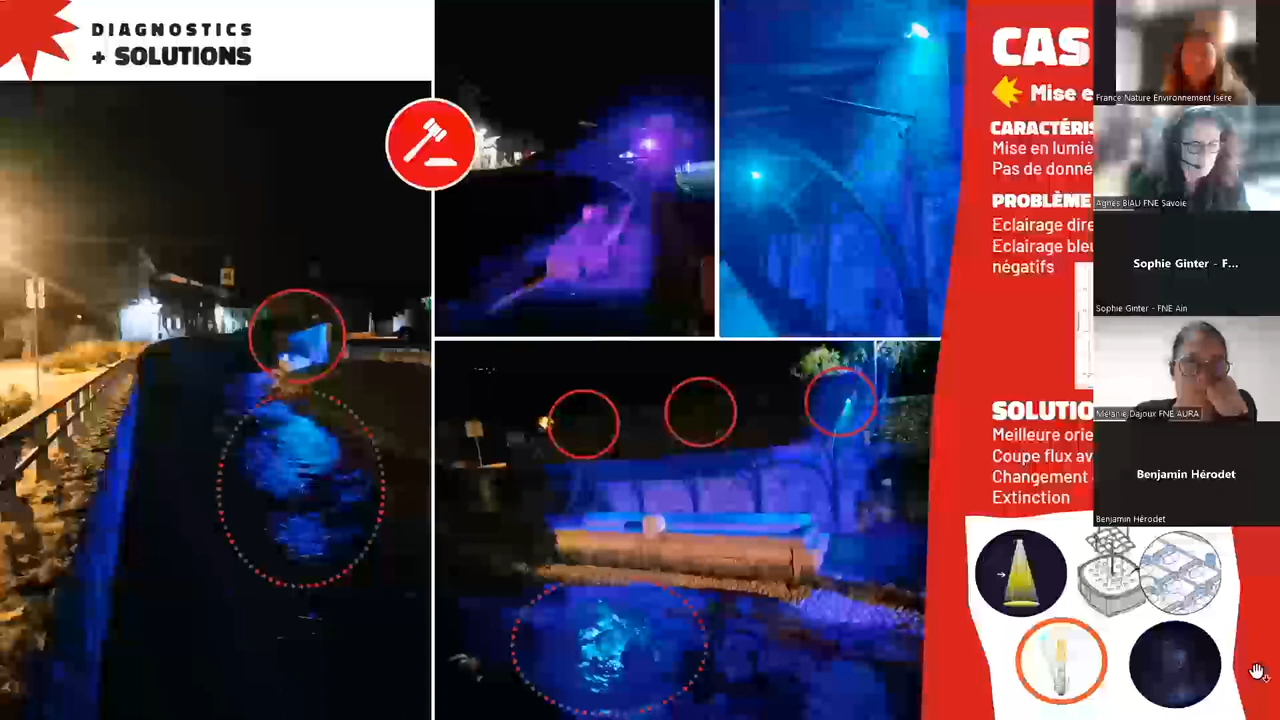 DIAGNOSTICS
+ SOLUTIONS
CAS
Mise e
CARACTÉRIS
Mise en lumiè
Pas de donné
PROBLÈME
Eclairage dire
Eclairage bleu
négatifs
SOLUTIO
Meilleure orie
Coupe flux av
Changement
Extinction
France Nature Environnement Isère
Agnès BIAU FNE Savoie
Sophie Ginter - F...
Sophie Ginter - FNE Ain
Mélanie Dajoux FNE AURA
Benjamin Hérodet
Benjamin Hérodet